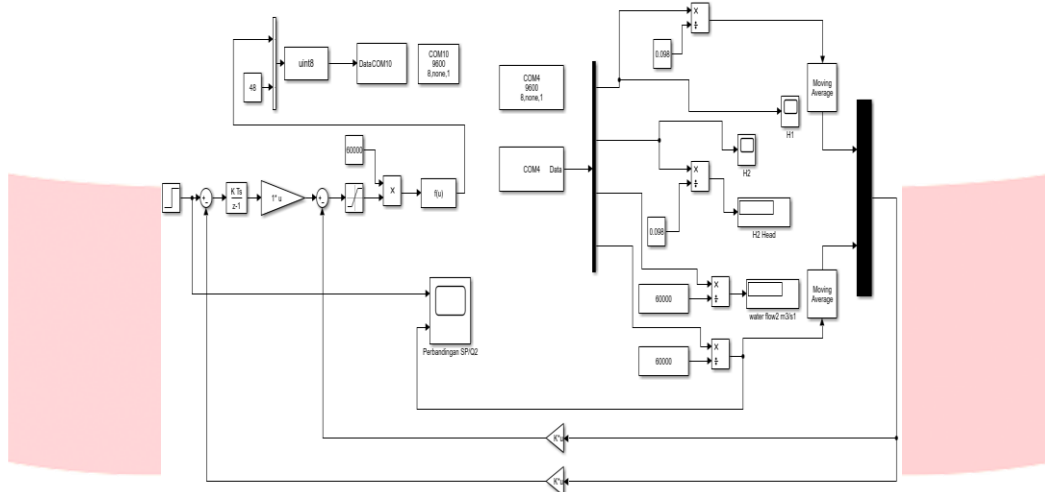 48
uint8
DataCOM10
COM10
9600
8,none,1
60000
X
f(u)
+
-
K Ts
z-1
1* u
+
-
Perbandingan SP/Q2
COM4
9600
8,none,1
COM4
Data
0.098
X
÷
Moving
Average
H1
H2
0.098
X
÷
H2 Head
60000
X
÷
water flow2 m3/s1
60000
X
÷
Moving
Average
K*u
K*u